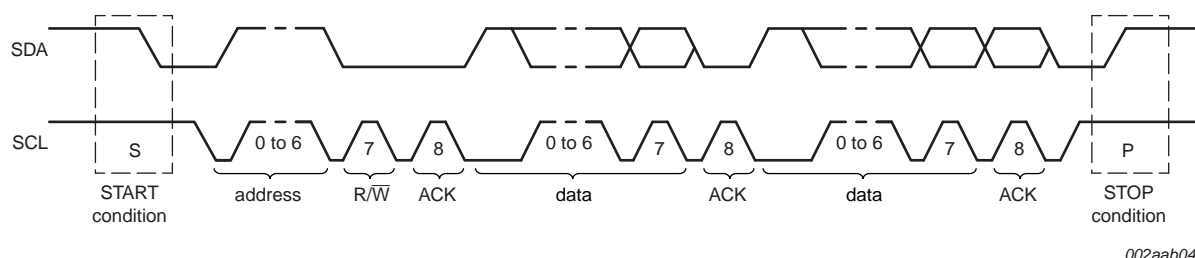 SDA
SCL
S
0 to 6
7
8
0 to 6
7
8
0 to 6
7
8
P
START
condition
address
R/W̅
ACK
data
ACK
data
ACK
STOP
condition
002aab04